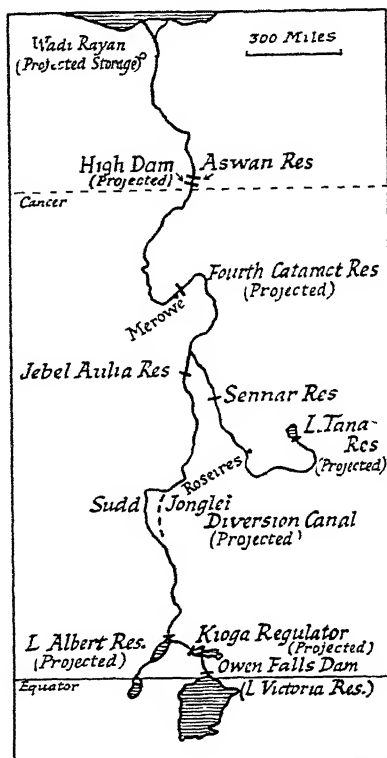 Wadi Rayan
(Projected Storage)
300 MILES
High Dam
(Projected)
Aswan Res
Cancer
Fourth Cataract Res
(Projected)
Merowe
Jebel Aulia Res
Sennar Res
L. Tana
Res
(Projected)
Roseires
Sudd
Jonglei
Diversion Canal
(Projected)
L Albert Res.
(Projected)
Kioga Regulator
(Projected)
Owen Falls Dam
Equator
(L Victoria Res.)